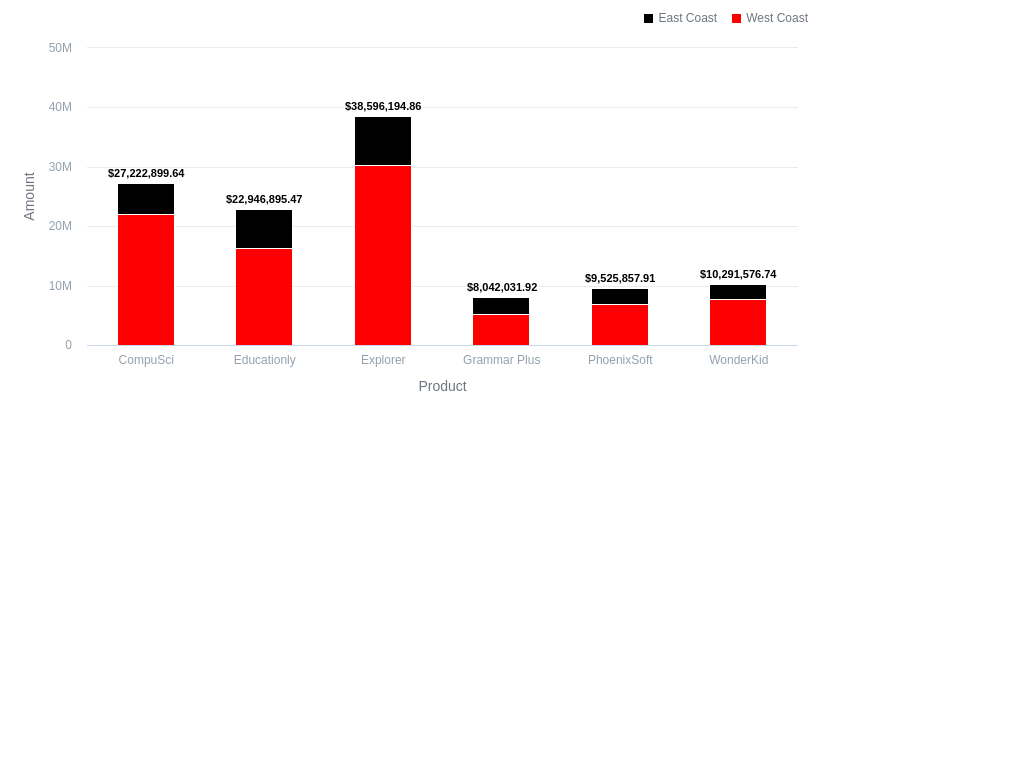 East Coast West Coast
50M
40M
30M
20M
10M
0
Amount
$27,222,899.64
$22,946,895.47
$38,596,194.86
$8,042,031.92
$9,525,857.91
$10,291,576.74
CompuSci Educationly Explorer Grammar Plus PhoenixSoft WonderKid
Product